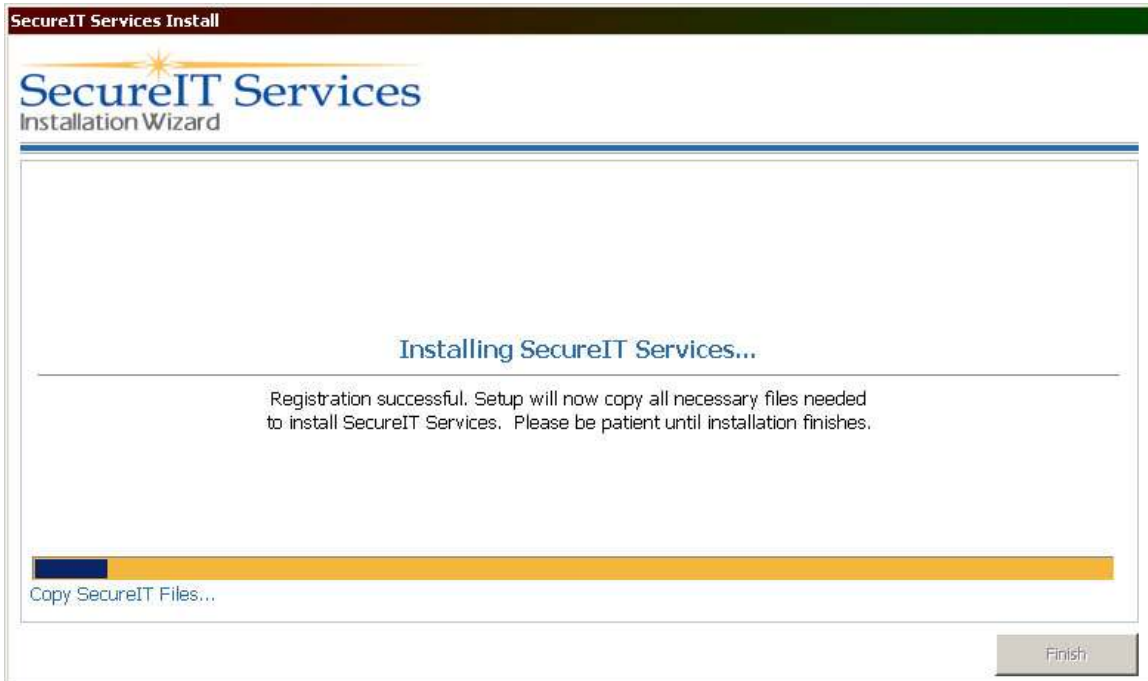 SecureIT Services Install
SecureIT Services
Installation Wizard
Installing SecureIT Services...
Registration successful. Setup will now copy all necessary files needed
to install SecureIT Services.  Please be patient until installation finishes.
Copy SecureIT Files...
Finish